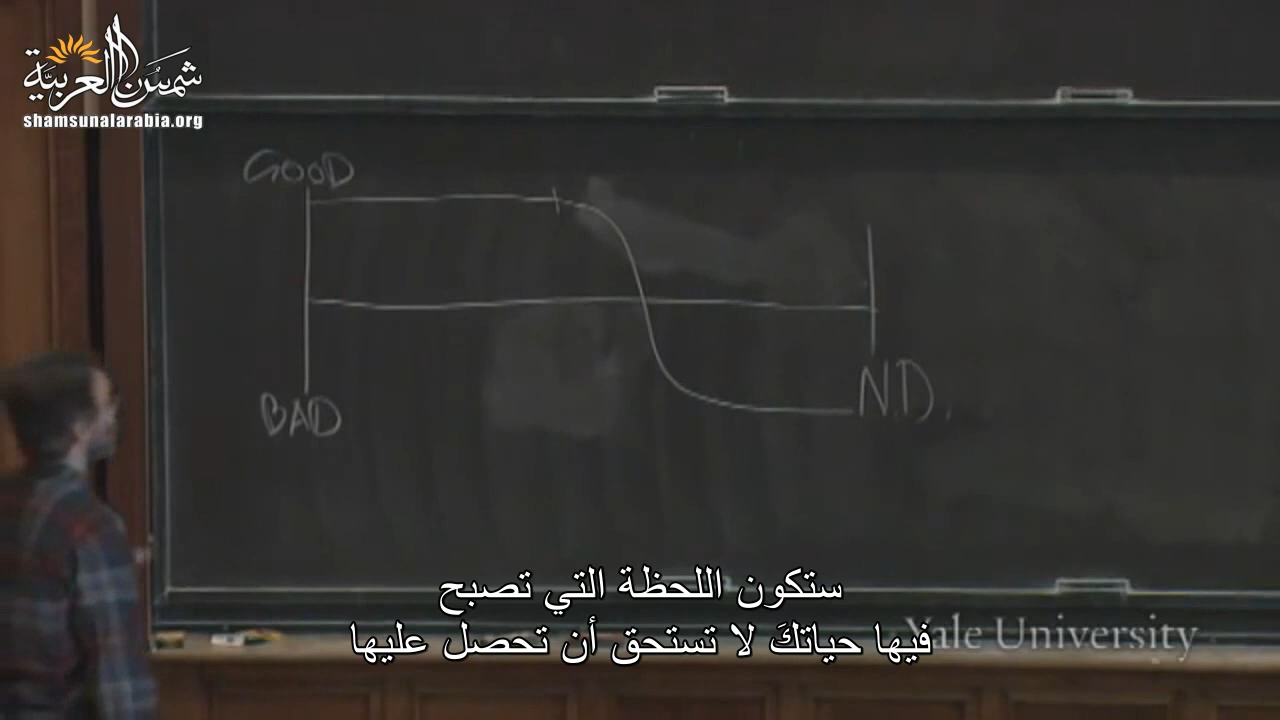 شمس العربية
shamsunalarabia.org
GOOD
BAD
N.D.
ستكون اللحظة التي تصبح
فيها حياتكَ لا تستحق أن تحصل عليها
Yale University